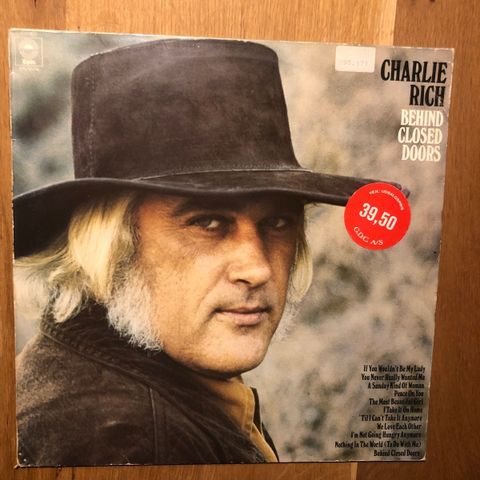 Epic
CHARLIE
RICH
BEHIND
CLOSED
DOORS
VEIL. UDSALGSPRIS
39,50
G.D.C. A/S
If You Wouldn't Be My Lady
You Never Really Wanted Me
A Sunday Kind Of Woman
Peace On You
The Most Beautiful Girl
I Take It On Home
'Til I Can't Take It Anymore
We Love Each Other
I'm Not Going Hungry Anymore
Nothing In The World (To Do With Me)
Behind Closed Doors